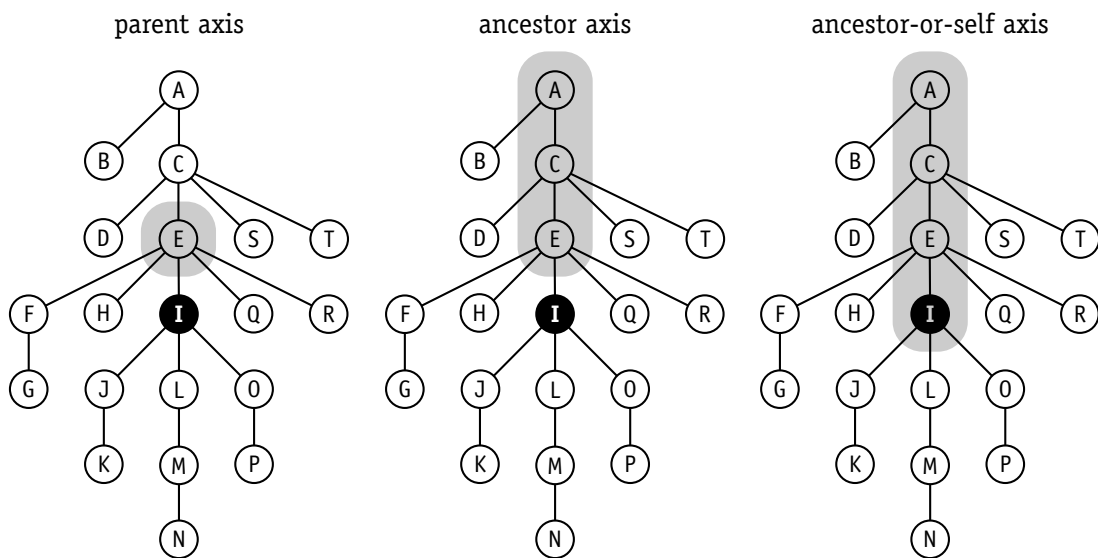 parent axis ancestor axis ancestor-or-self axis
A A A
B B B
C C C
D E S T D E S T D E S T
F H I Q R F H I Q R F H I Q R
G J L O G J L O G J L O
K M P K M P K M P
N N N